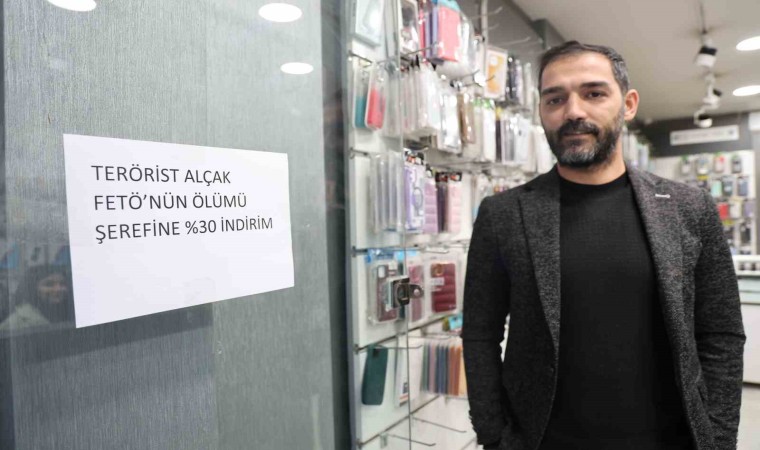 TERÖRİST ALÇAK
FETÖ'NÜN ÖLÜMÜ
ŞEREFİNE %30 İNDİRİM